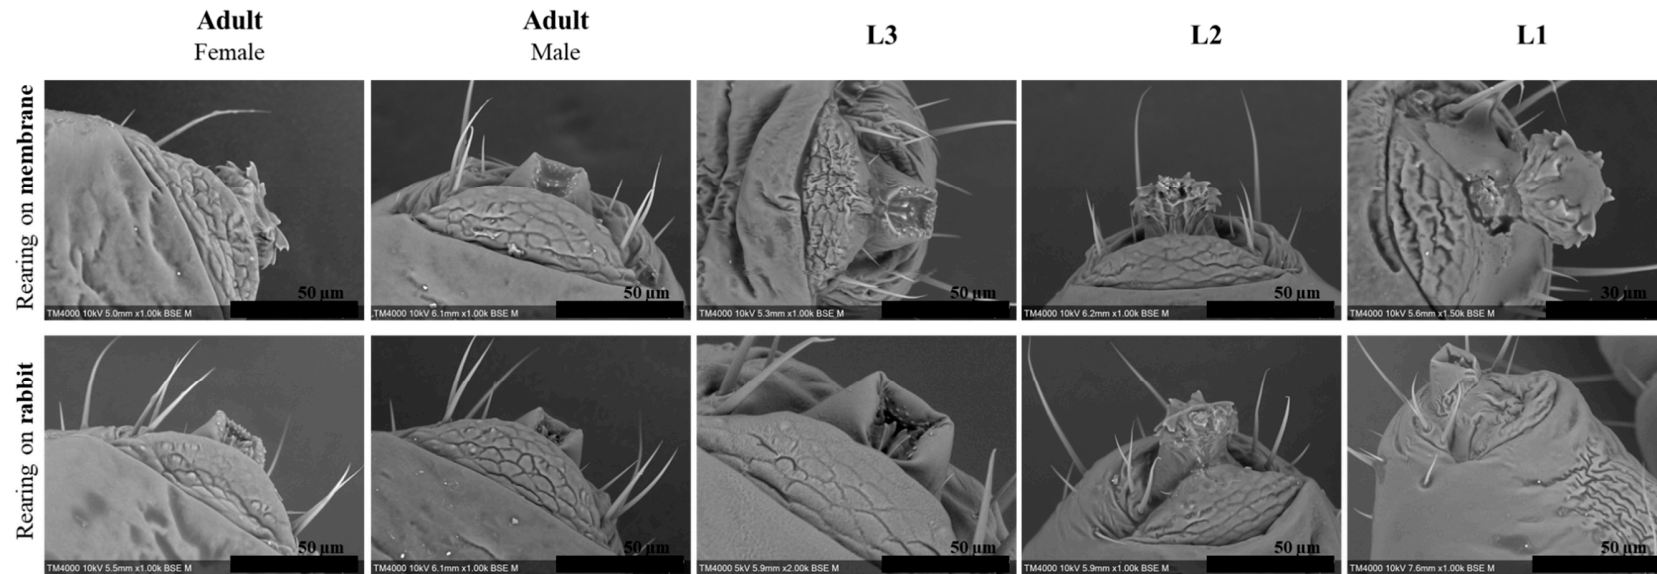 Adult
Female
Adult
Male
L3
L2
L1
Rearing on membrane
50 µm
TM4000 10kV 5.0mm x1.00k BSE M
50 µm
TM4000 10kV 6.1mm x1.00k BSE M
50 µm
TM4000 10kV 5.3mm x1.00k BSE M
50 µm
TM4000 10kV 6.2mm x1.00k BSE M
30 µm
TM4000 10kV 5.6mm x1.50k BSE M
Rearing on rabbit
50 µm
TM4000 10kV 5.5mm x1.00k BSE M
50 µm
TM4000 10kV 6.1mm x1.00k BSE M
TM4000 5kV 5.9mm x2.00k BSE M
50 µm
TM4000 10kV 5.9mm x1.00k BSE M
50 µm
TM4000 10kV 7.6mm x1.00k BSE M